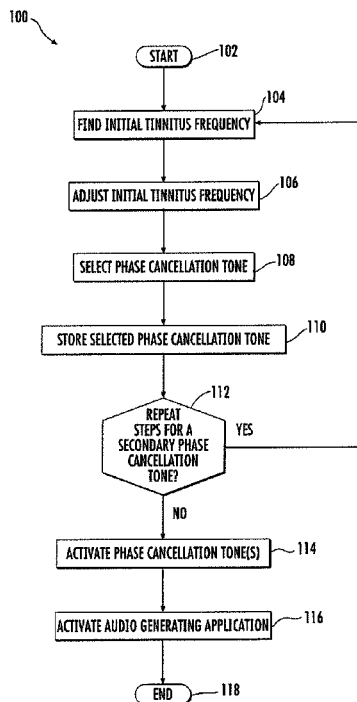 100
START
102
104
FIND INITIAL TINNITUS FREQUENCY
106
ADJUST INITIAL TINNITUS FREQUENCY
SELECT PHASE CANCELLATION TONE
108
STORE SELECTED PHASE CANCELLATION TONE
110
112
REPEAT
STEPS FOR A
SECONDARY PHASE
CANCELLATION
TONE?
YES
NO
ACTIVATE PHASE CANCELLATION TONE(S)
114
ACTIVATE AUDIO GENERATING APPLICATION
116
END
118